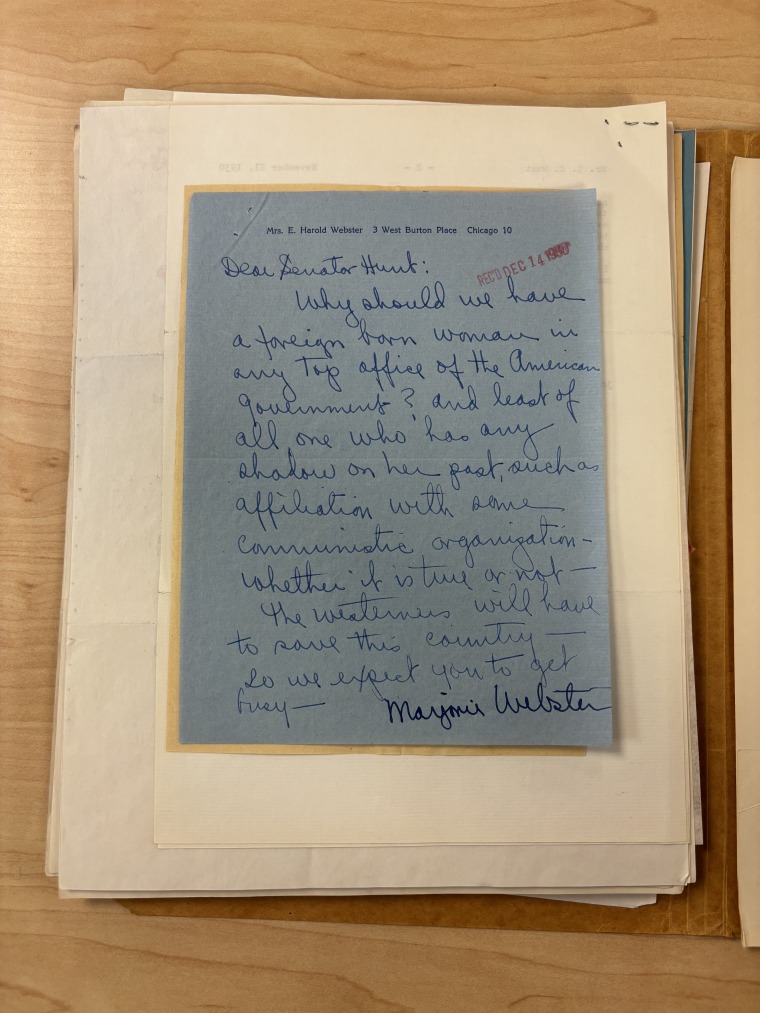 Mrs. E. Harold Webster   3 West Burton Place   Chicago 10
REC'D DEC 14 1950
Dear Senator Hunt:
Why should we have
a foreign born woman in
any top office of the American
government? and least of
all one who has any
shadow on her past, such as
affiliation with some
communistic organization -
whether it is true or not —
The westerners will have
to save this country —
So we expect you to get
busy —
Marjorie Webster